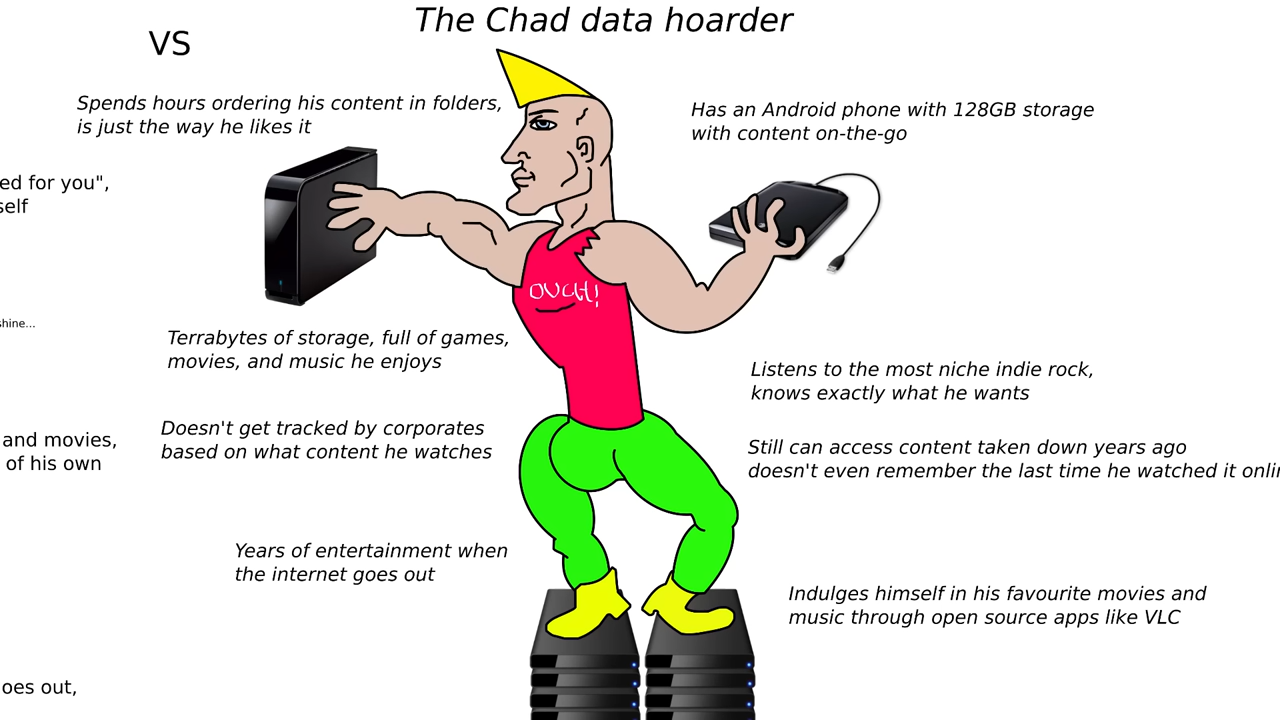 The Chad data hoarder
VS
Spends hours ordering his content in folders,
is just the way he likes it
Has an Android phone with 128GB storage
with content on-the-go
ed for you",
self
OUCH!
shine...
Terrabytes of storage, full of games,
movies, and music he enjoys
Listens to the most niche indie rock,
knows exactly what he wants
and movies,
of his own
Doesn't get tracked by corporates
based on what content he watches
Still can access content taken down years ago
doesn't even remember the last time he watched it onlin
Years of entertainment when
the internet goes out
Indulges himself in his favourite movies and
music through open source apps like VLC
oes out,